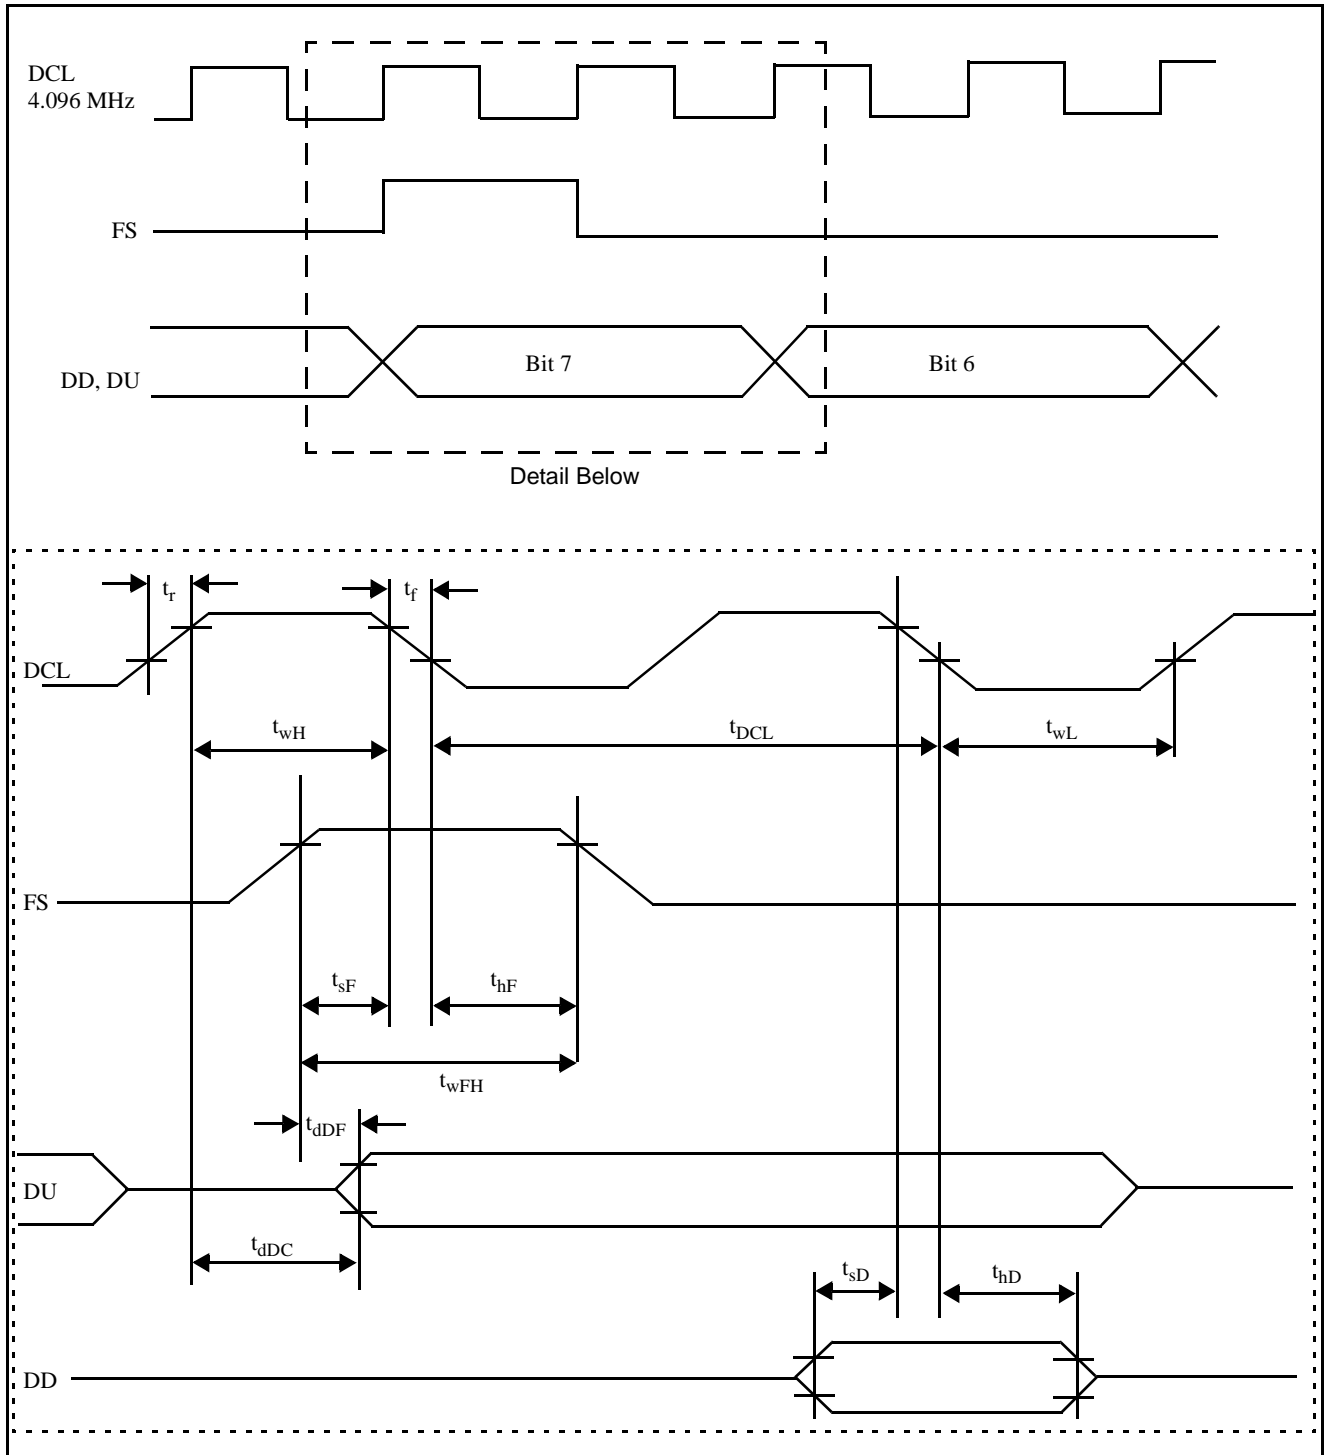 DCL
4.096 MHz
FS
DD, DU
Bit 7
Bit 6
Detail Below
tr
tf
DCL
twH
tDCL
twL
FS
tsF
thF
twFH
tdDF
DU
tdDC
tsD
thD
DD